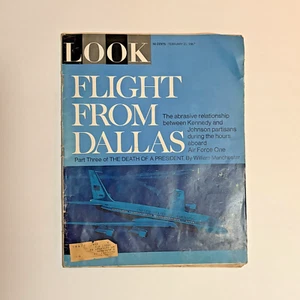 LOOK
FLIGHT
FROM
DALLAS
The abrasive relationship
between Kennedy and
Johnson partisans
during the hours
aboard
Air Force One
Part Three of THE DEATH OF A PRESIDENT By William Manchester